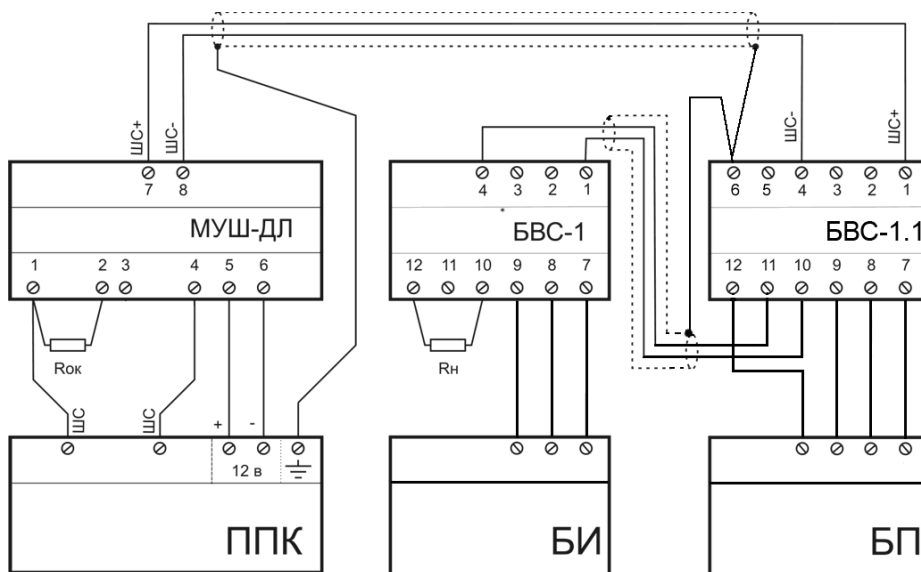 ШС+
ШС-
ШС-
ШС+
7 8
4 3 2 1
6 5 4 3 2 1
МУШ-ДЛ
*
БВС-1
БВС-1.1
1 2 3 4 5 6
12 11 10 9 8 7
12 11 10 9 8 7
Rок
Rн
ШС
ШС
+ -
12 в
ППК
БИ
БП